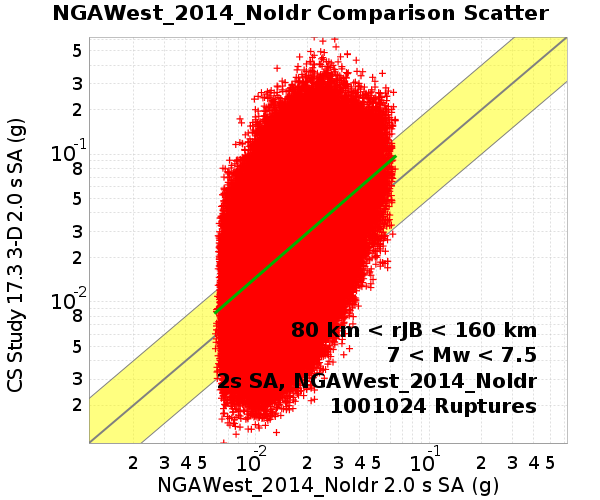 NGAWest_2014_NoIdr Comparison Scatter
CS Study 17.3 3-D 2.0 s SA (g)
5
3
2
10-1
8
5
3
2
10-2
8
5
3
2
80 km < rJB < 160 km
7 < Mw < 7.5
2s SA, NGAWest_2014_NoIdr
1001024 Ruptures
2 3 4 5 10-2 2 3 4 5 10-1 2 3 4 5
NGAWest_2014_NoIdr 2.0 s SA (g)